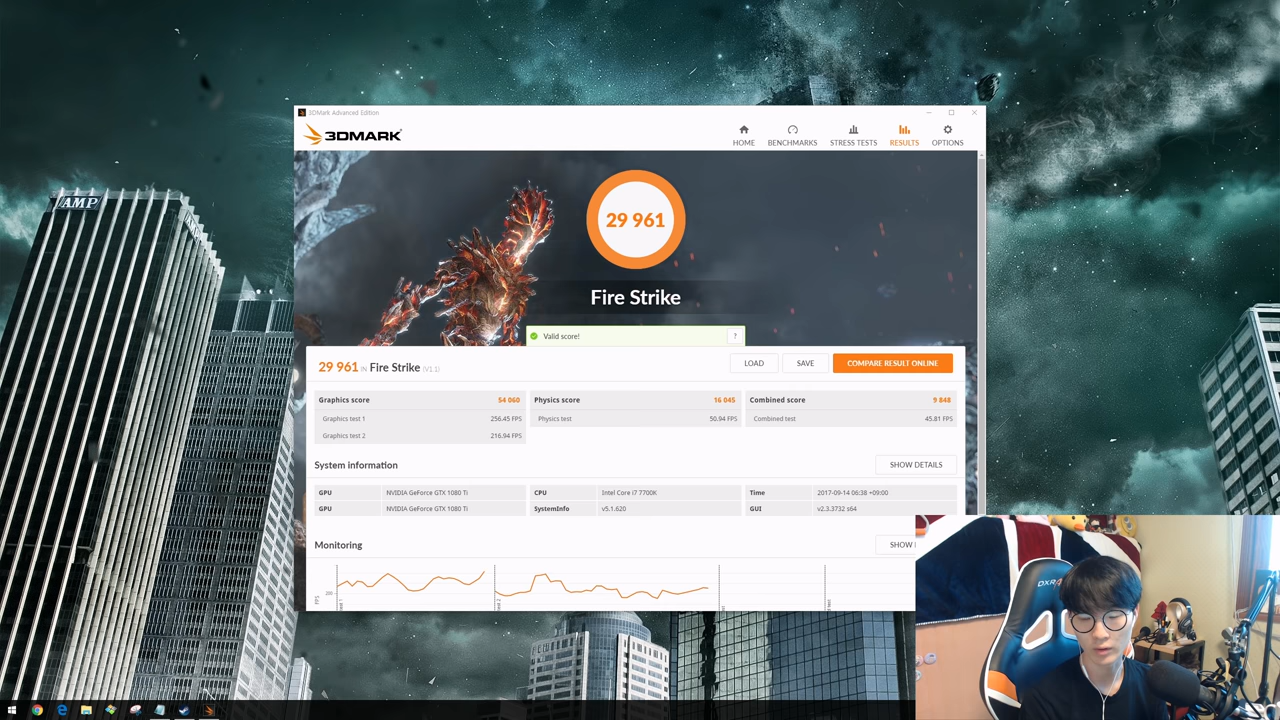 3DMark Advanced Edition
3DMARK
HOME
BENCHMARKS
STRESS TESTS
RESULTS
OPTIONS
AMP
29 961
Fire Strike
Valid score!
?
29 961 IN Fire Strike (V1.1)
LOAD
SAVE
COMPARE RESULT ONLINE
Graphics score 54 060
Graphics test 1 256.45 FPS
Graphics test 2 216.94 FPS
Physics score 16 045
Physics test 50.94 FPS
Combined score 9 848
Combined test 45.81 FPS
System information
SHOW DETAILS
GPU NVIDIA GeForce GTX 1080 Ti
GPU NVIDIA GeForce GTX 1080 Ti
CPU Intel Core i7 7700K
SystemInfo v5.1.620
Time 2017-09-14 06:38 +09:00
GUI v2.3.3732 s64
Monitoring
SHOW
FPS
200